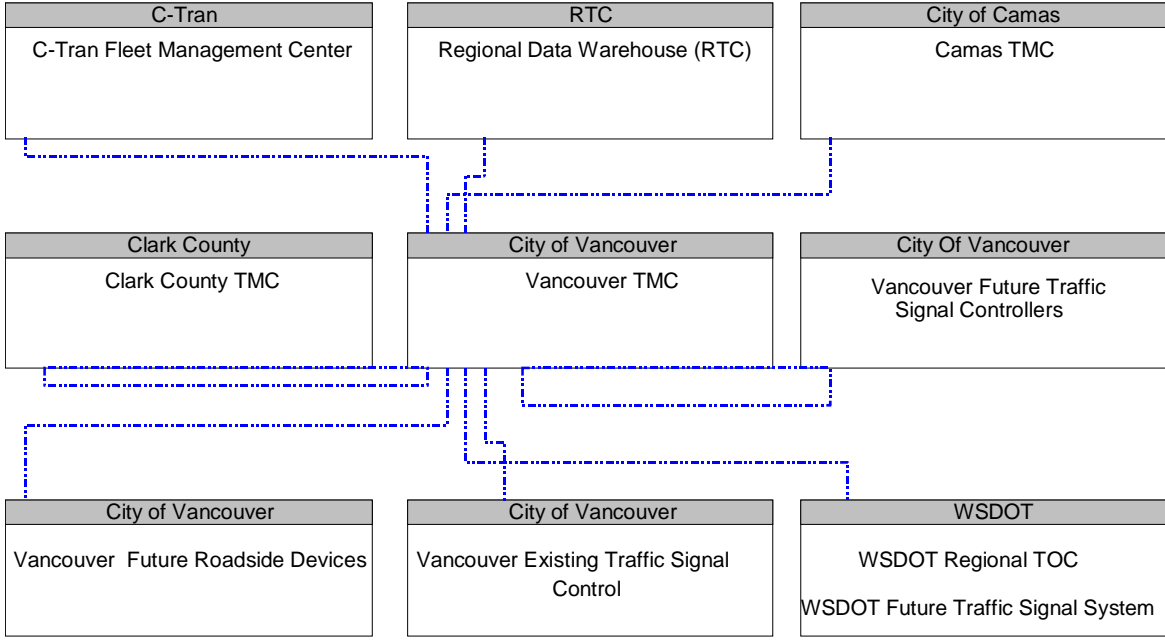 C-Tran
C-Tran Fleet Management Center
RTC
Regional Data Warehouse (RTC)
City of Camas
Camas TMC
Clark County
Clark County TMC
City of Vancouver
Vancouver TMC
City Of Vancouver
Vancouver Future Traffic
Signal Controllers
City of Vancouver
Vancouver Future Roadside Devices
City of Vancouver
Vancouver Existing Traffic Signal
Control
WSDOT
WSDOT Regional TOC
WSDOT Future Traffic Signal System